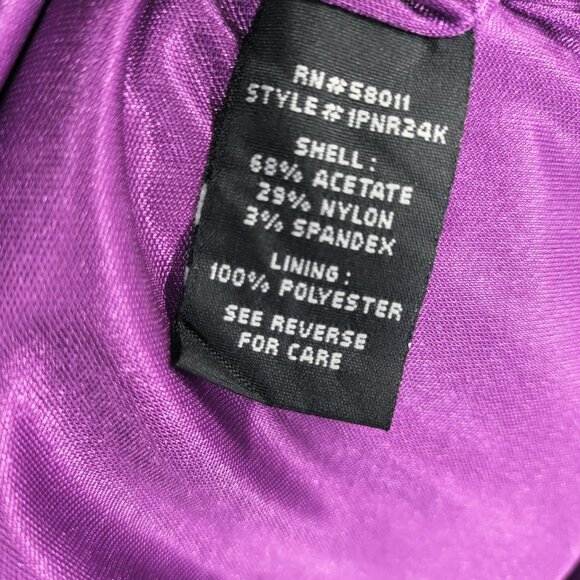 RN#58011
STYLE#1PNR24K
SHELL:
68% ACETATE
29% NYLON
3% SPANDEX
LINING:
100% POLYESTER
SEE REVERSE
FOR CARE